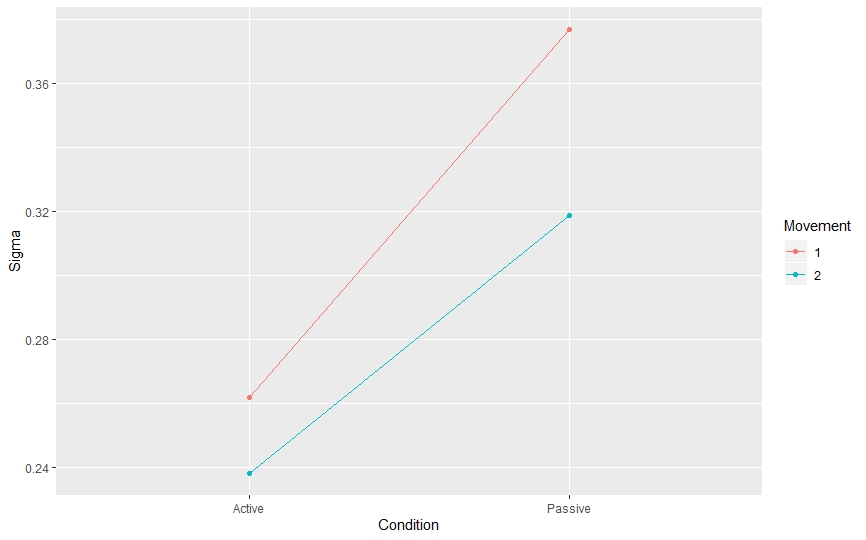 0.36
0.32
0.28
0.24
Sigma
Active
Passive
Condition
Movement
1
2